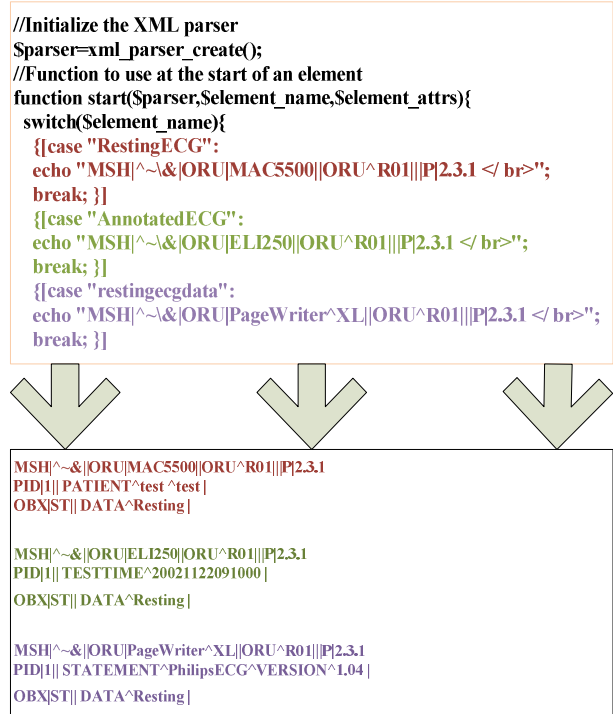 //Initialize the XML parser
$parser=xml_parser_create();
//Function to use at the start of an element
function start($parser,$element_name,$element_attrs){
switch($element_name){
{[case "RestingECG":
echo "MSH|^~\&|ORU|MAC5500||ORU^R01|||P|2.3.1 </ br>";
break; }]
{[case "AnnotatedECG":
echo "MSH|^~\&|ORU|ELI250||ORU^R01|||P|2.3.1 </ br>";
break; }]
{[case "restingecgdata":
echo "MSH|^~\&|ORU|PageWriter^XL||ORU^R01|||P|2.3.1 </ br>";
break; }]
MSH|^~&||ORU|MAC5500||ORU^R01|||P|2.3.1
PID|1|| PATIENT^test ^test |
OBX|ST|| DATA^Resting |
MSH|^~&||ORU|ELI250||ORU^R01|||P|2.3.1
PID|1|| TESTTIME^20021122091000 |
OBX|ST|| DATA^Resting |
MSH|^~&||ORU|PageWriter^XL||ORU^R01|||P|2.3.1
PID|1|| STATEMENT^PhilipsECG^VERSION^1.04 |
OBX|ST|| DATA^Resting |